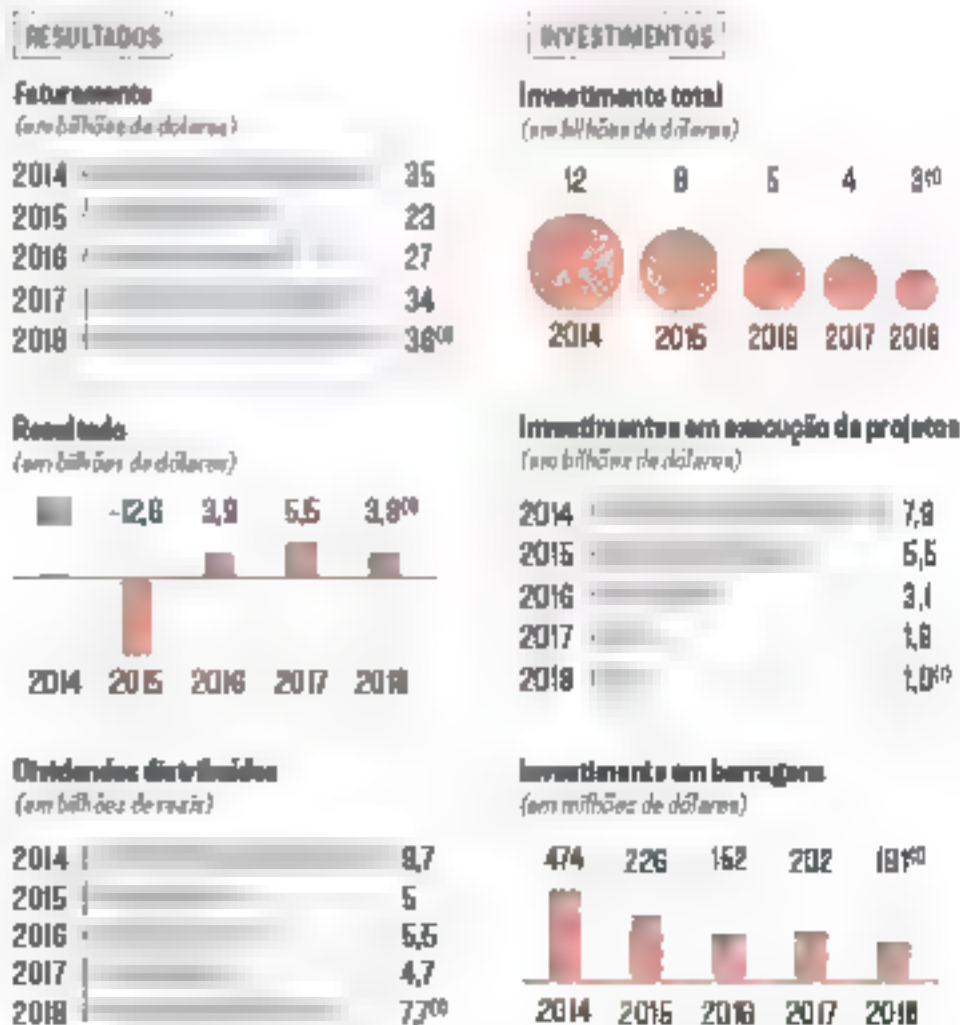 RESULTADOS
Faturamento
(em bilhões de dólares)
2014 35
2015 23
2016 27
2017 34
2018 36⁽¹⁾
Resultado
(em bilhões de dólares)
-12,6 3,9 5,5 3,8⁽¹⁾
2014 2015 2016 2017 2018
Dividendos distribuídos
(em bilhões de reais)
2014 9,7
2015 5
2016 5,5
2017 4,7
2018 7,7⁽¹⁾
INVESTIMENTOS
Investimento total
(em bilhões de dólares)
12 8 5 4 3⁽¹⁾
2014 2015 2016 2017 2018
Investimentos em execução de projetos
(em bilhões de dólares)
2014 7,9
2015 5,5
2016 3,1
2017
2018 1,0⁽¹⁾
Investimento em barragens
(em milhões de dólares)
474 226 152 202
2014 2015 2016 2017 2018